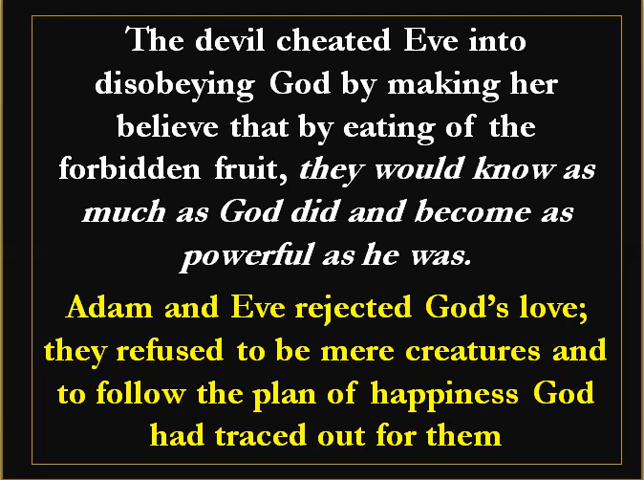 The devil cheated Eve into
disobeying God by making her
believe that by eating of the
forbidden fruit, they would know as
much as God did and become as
powerful as he was.
Adam and Eve rejected God's love;
they refused to be mere creatures and
to follow the plan of happiness God
had traced out for them